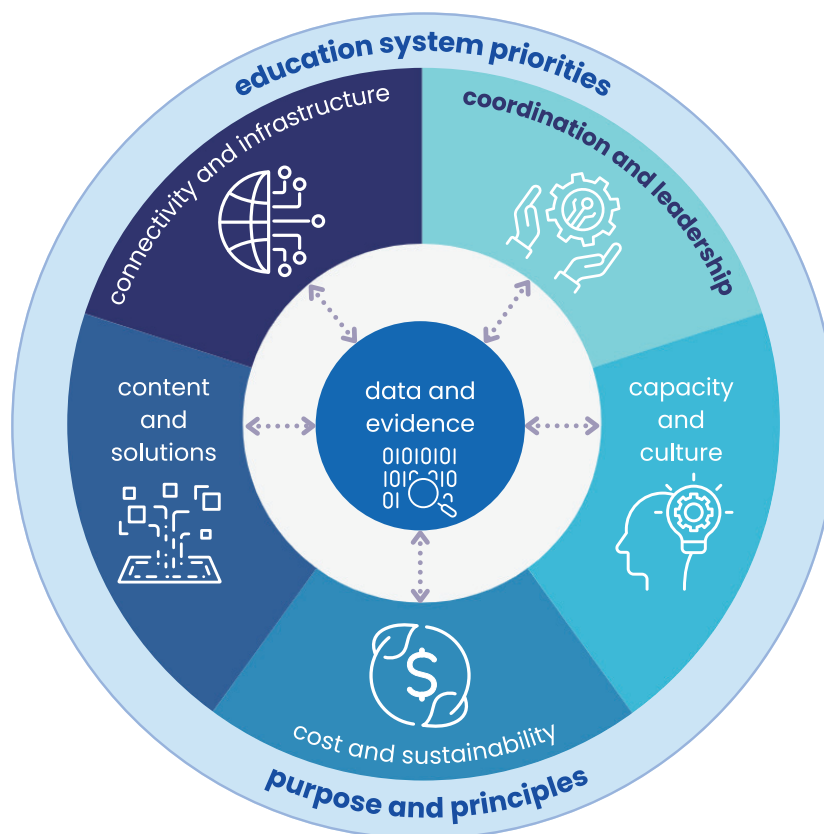 education system priorities
connectivity and infrastructure
coordination and leadership
content
and
solutions
data and
evidence
0101010
1010 010
01
capacity
and
culture
$
cost and sustainability
purpose and principles